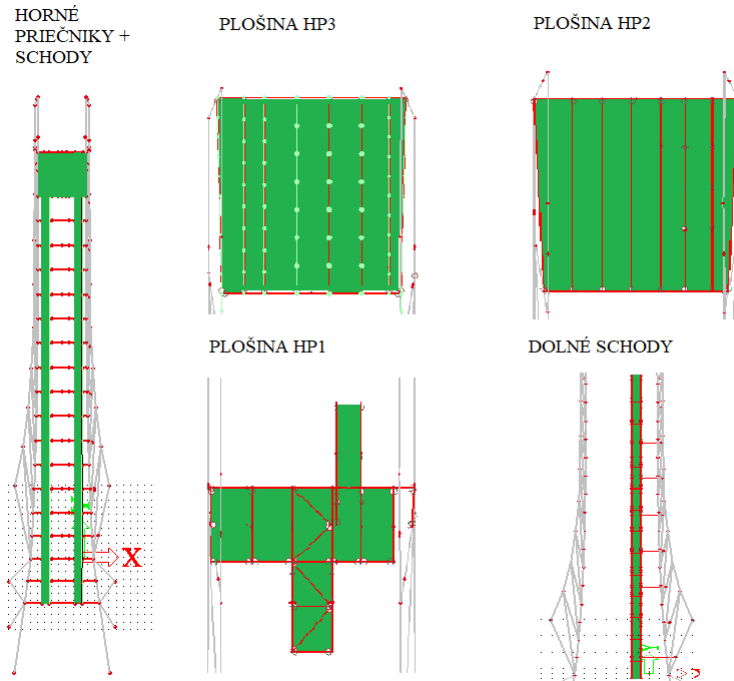 HORNÉ
PRIEČNIKY +
SCHODY
PLOŠINA HP3
PLOŠINA HP2
PLOŠINA HP1
DOLNÉ SCHODY
X